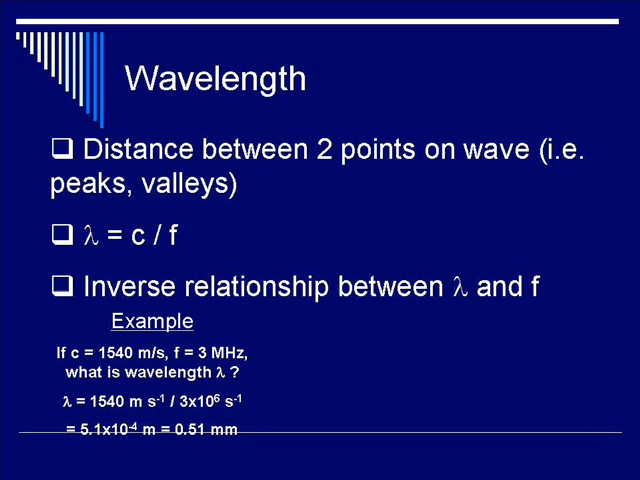 Wavelength
❑ Distance between 2 points on wave (i.e.
peaks, valleys)
❑ λ = c / f
❑ Inverse relationship between λ and f
Example
If c = 1540 m/s, f = 3 MHz,
what is wavelength λ ?
λ = 1540 m s⁻¹ / 3x10⁶ s⁻¹
= 5.1x10⁻⁴ m = 0.51 mm